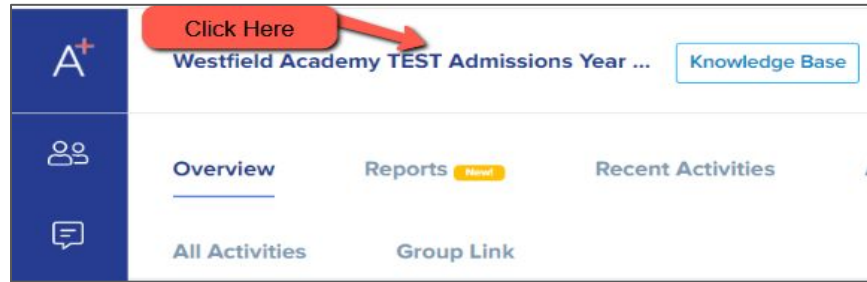 Click Here
A+
Westfield Academy TEST Admissions Year ...
Knowledge Base
Overview
Reports New!
Recent Activities
All Activities
Group Link